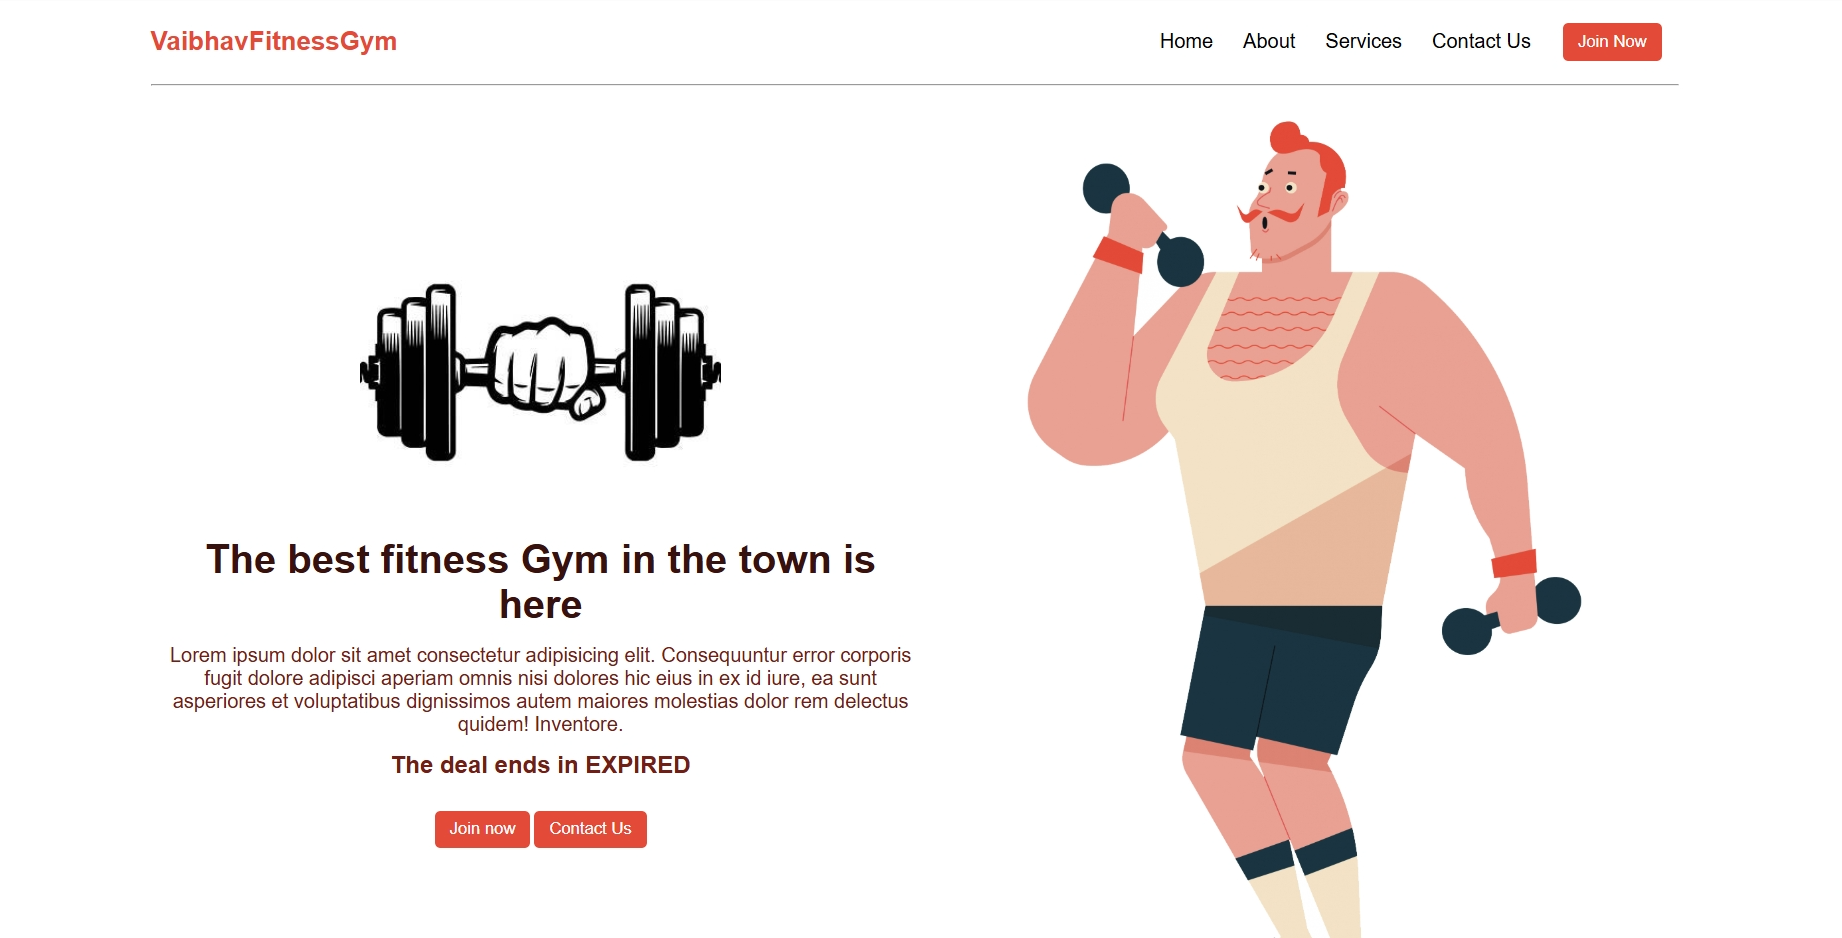 VaibhavFitnessGym
Home About Services Contact Us Join Now
The best fitness Gym in the town is
here
Lorem ipsum dolor sit amet consectetur adipisicing elit. Consequuntur error corporis
fugit dolore adipisci aperiam omnis nisi dolores hic eius in ex id iure, ea sunt
asperiores et voluptatibus dignissimos autem maiores molestias dolor rem delectus
quidem! Inventore.
The deal ends in EXPIRED
Join now Contact Us